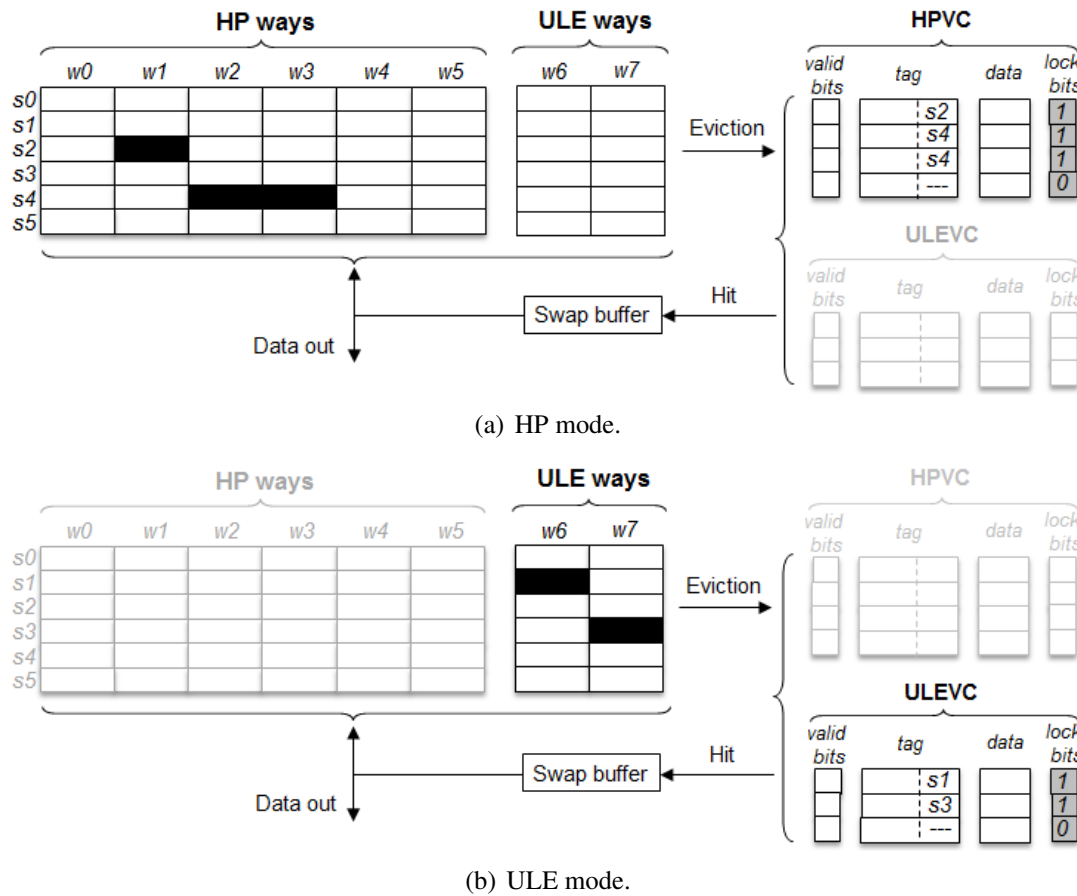 HP ways ULE ways HPVC
w0 w1 w2 w3 w4 w5 w6 w7 valid bits tag data lock bits
s0
s1
s2
s3
s4
s5
Eviction
s2 1
s4 1
s4 1
--- 0
ULEVC
valid bits tag data lock bits
Hit
Swap buffer
Data out
(a) HP mode.
HP ways ULE ways HPVC
w0 w1 w2 w3 w4 w5 w6 w7 valid bits tag data lock bits
s0
s1
s2
s3
s4
s5
Eviction
ULEVC
valid bits tag data lock bits
Hit
Swap buffer
Data out
s1 1
s3 1
--- 0
(b) ULE mode.